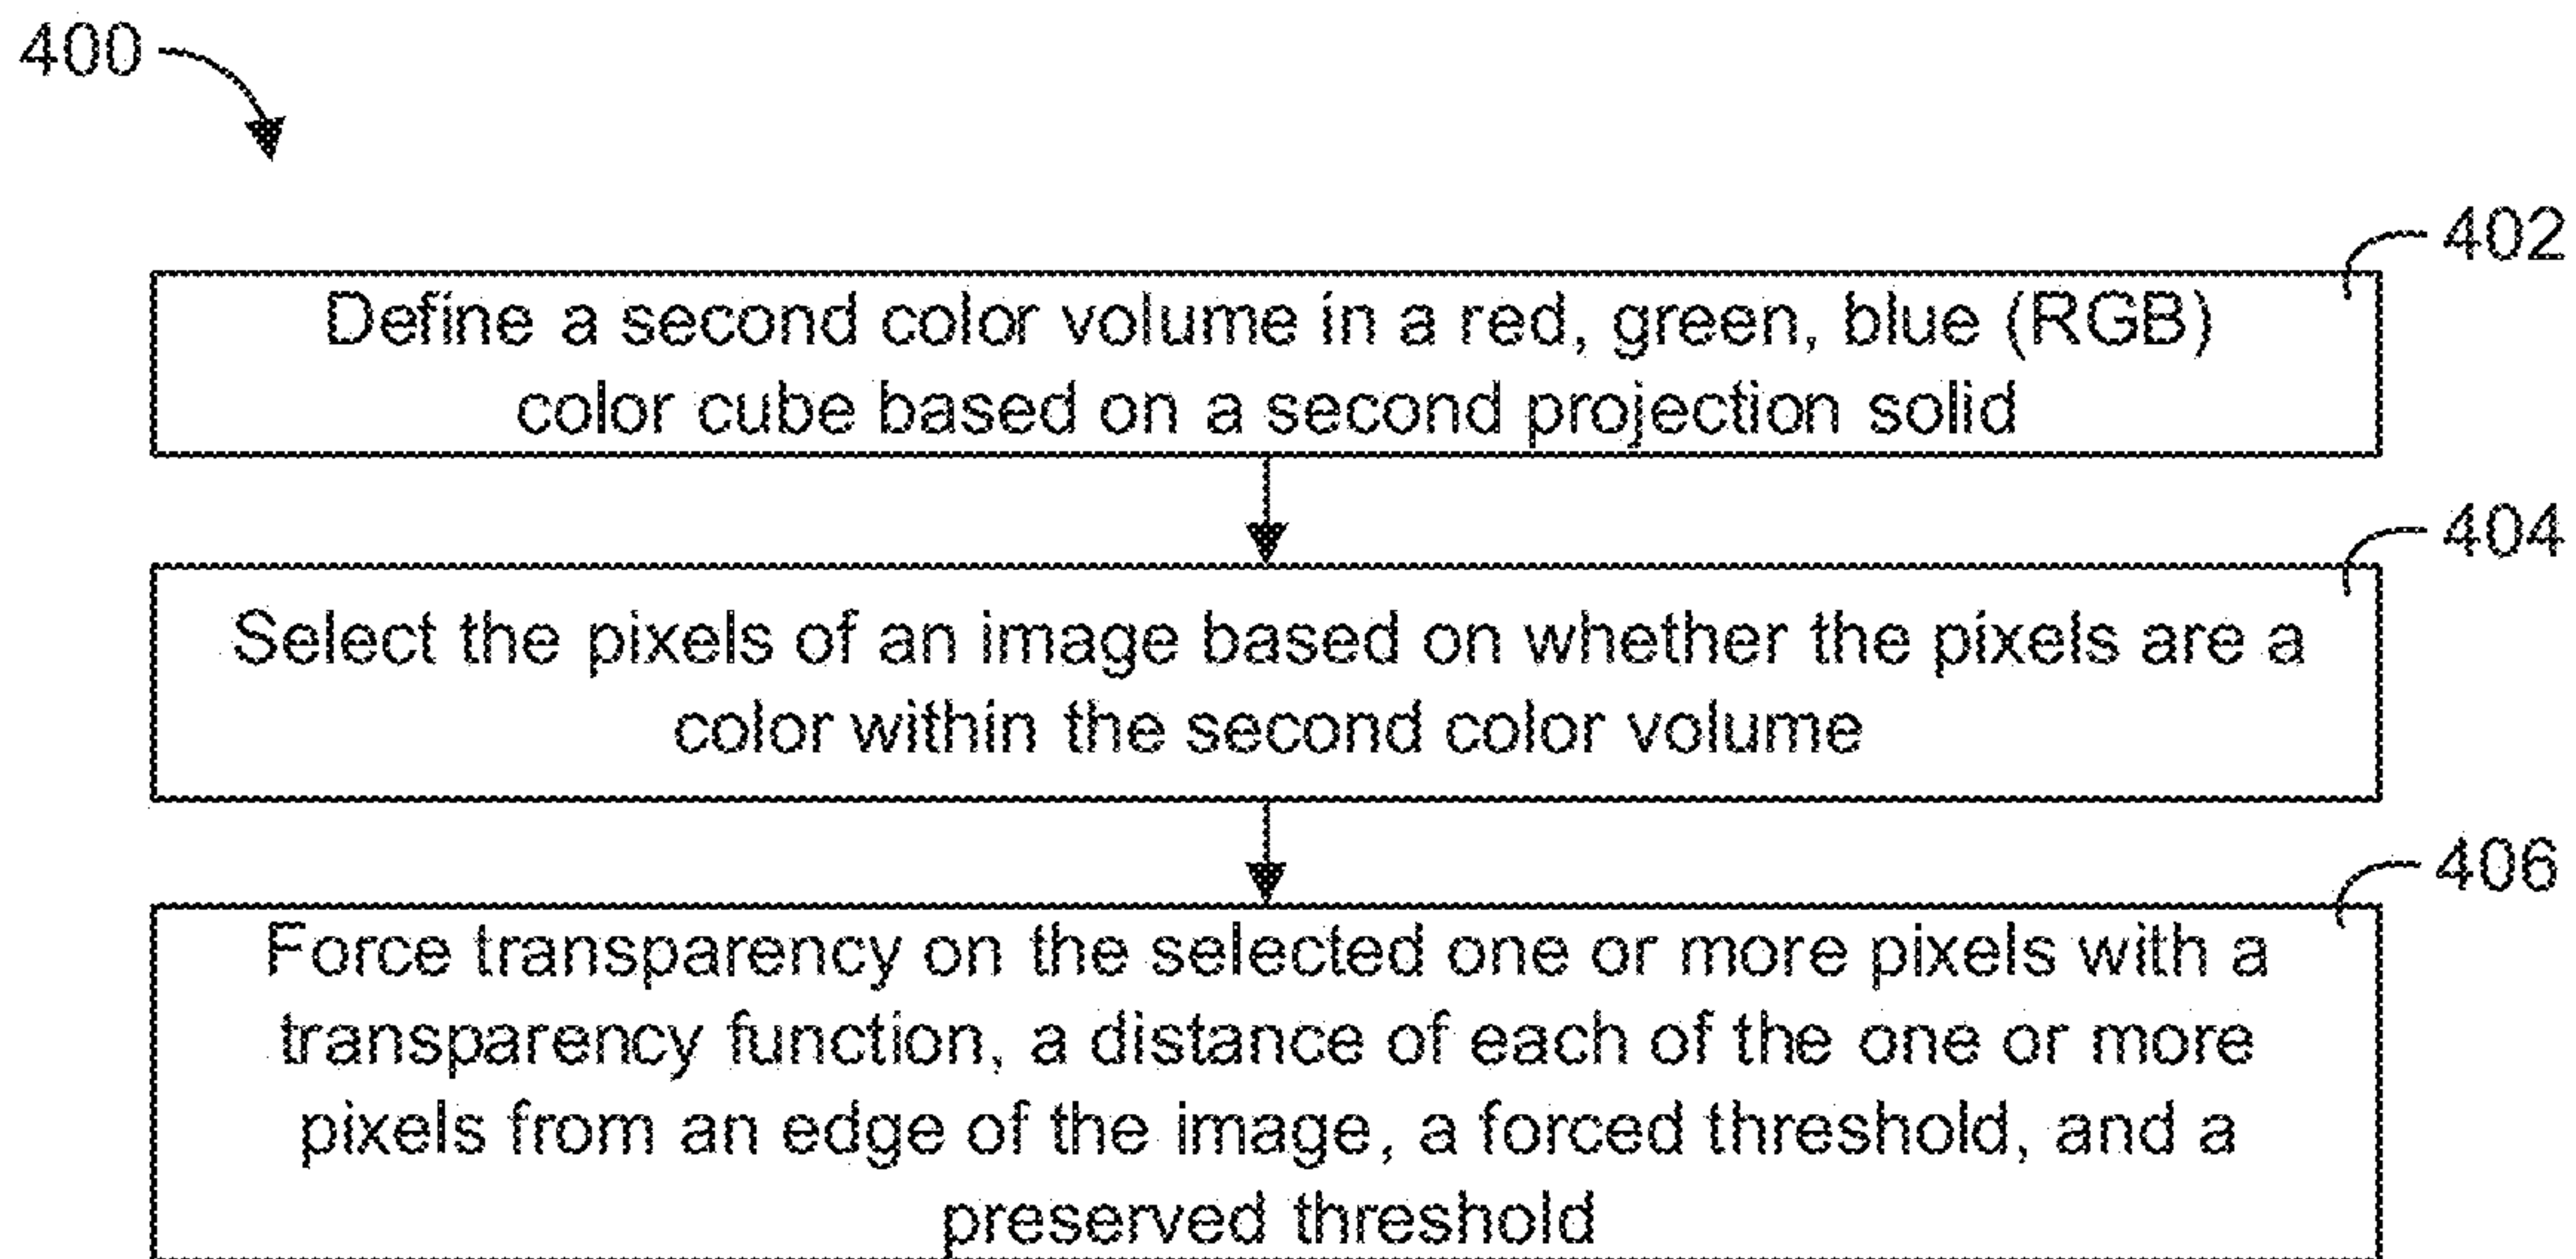 400
402
Define a second color volume in a red, green, blue (RGB)
color cube based on a second projection solid
404
Select the pixels of an image based on whether the pixels are a
color within the second color volume
406
Force transparency on the selected one or more pixels with a
transparency function, a distance of each of the one or more
pixels from an edge of the image, a forced threshold, and a
preserved threshold